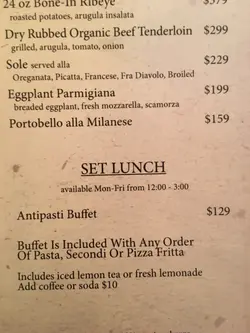 24 oz Bone-In Ribeye $379
roasted potatoes, arugula insalata
Dry Rubbed Organic Beef Tenderloin $299
grilled, arugula, tomato, onion
Sole served alla $229
Oreganata, Picatta, Francese, Fra Diavolo, Broiled
Eggplant Parmigiana $199
breaded eggplant, fresh mozzarella, scamorza
Portobello alla Milanese $159
SET LUNCH
available Mon-Fri from 12:00 - 3:00
Antipasti Buffet $129
Buffet Is Included With Any Order
Of Pasta, Secondi Or Pizza Fritta
Includes iced lemon tea or fresh lemonade
Add coffee or soda $10